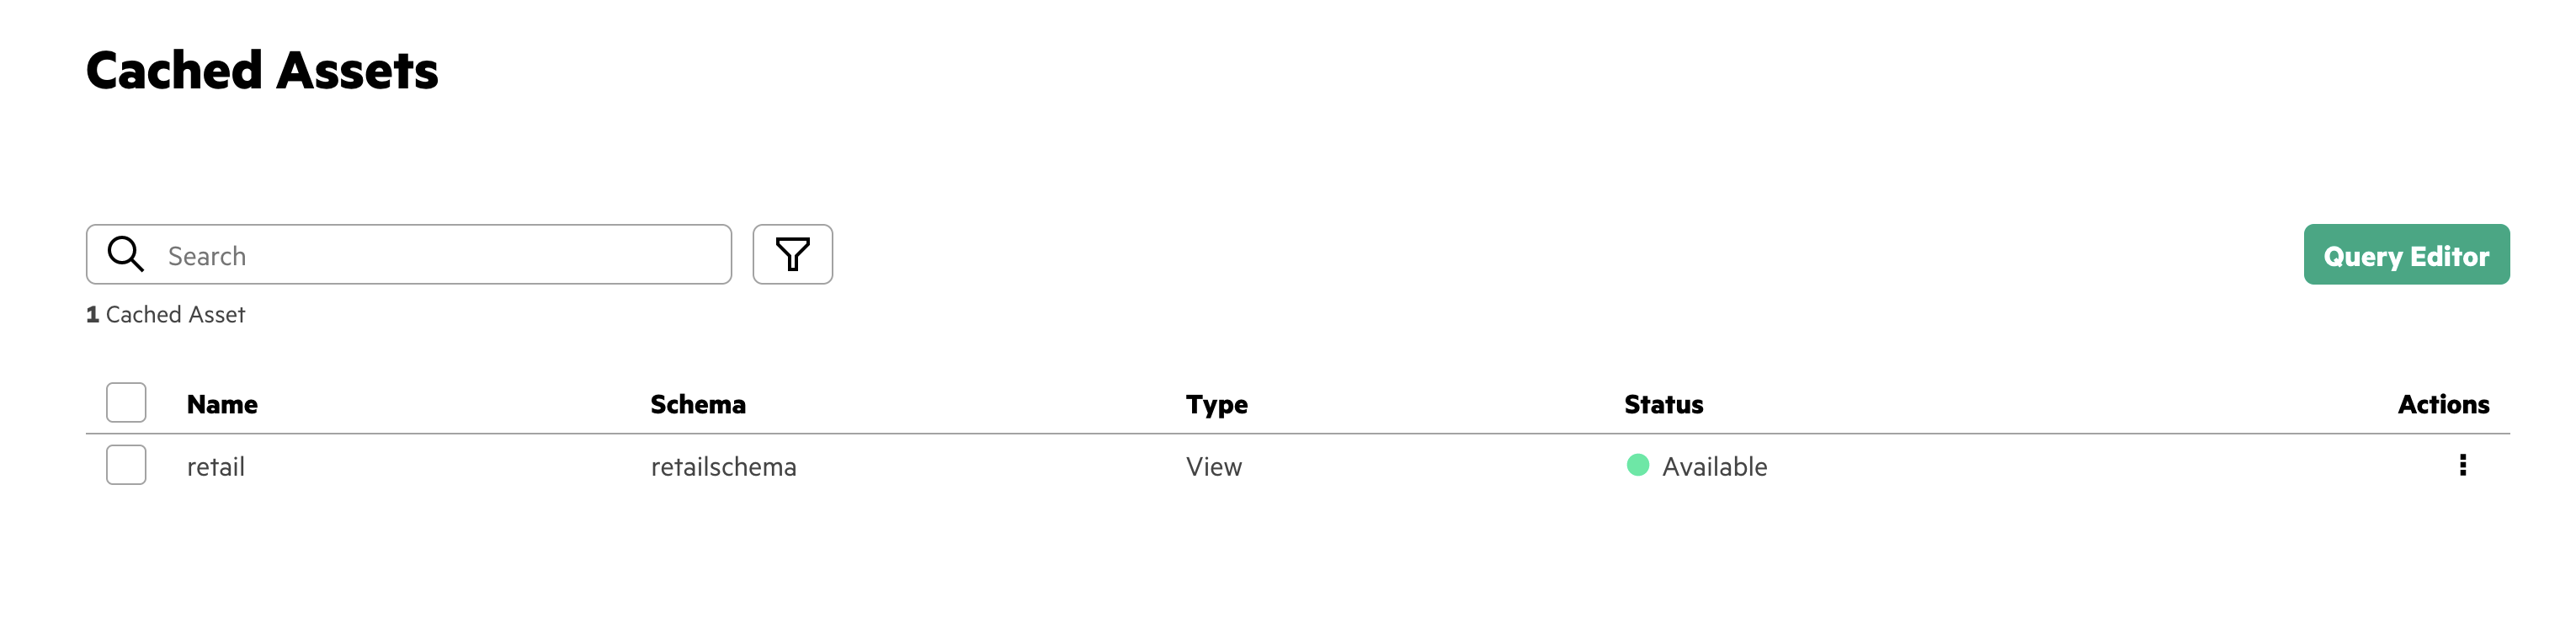 Cached Assets
Search
Query Editor
1 Cached Asset
Name Schema Type Status Actions
retail retailschema View Available